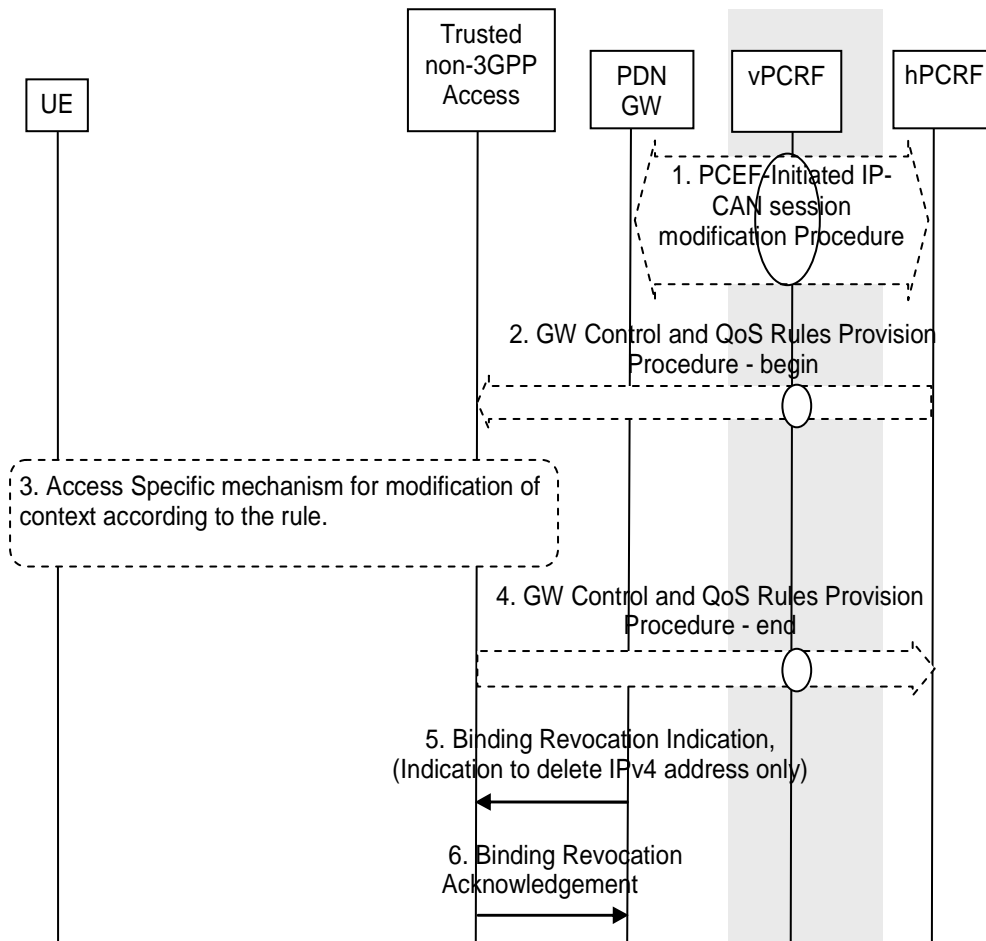 Trusted
non-3GPP
Access
UE
PDN
GW
vPCRF
hPCRF
1. PCEF-Initiated IP-
CAN session
modification Procedure
2. GW Control and QoS Rules Provision
Procedure - begin
3. Access Specific mechanism for modification of
context according to the rule.
4. GW Control and QoS Rules Provision
Procedure - end
5. Binding Revocation Indication,
(Indication to delete IPv4 address only)
6. Binding Revocation
Acknowledgement